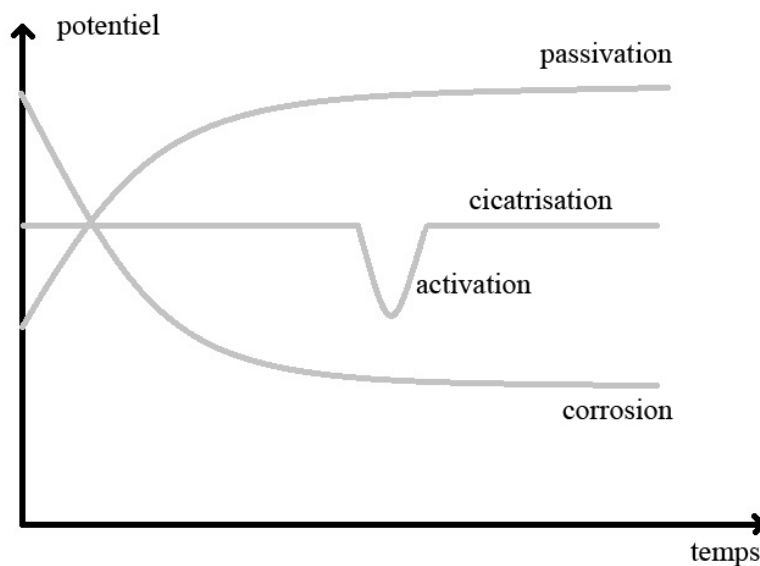 potentiel
passivation
cicatrisation
activation
corrosion
temps